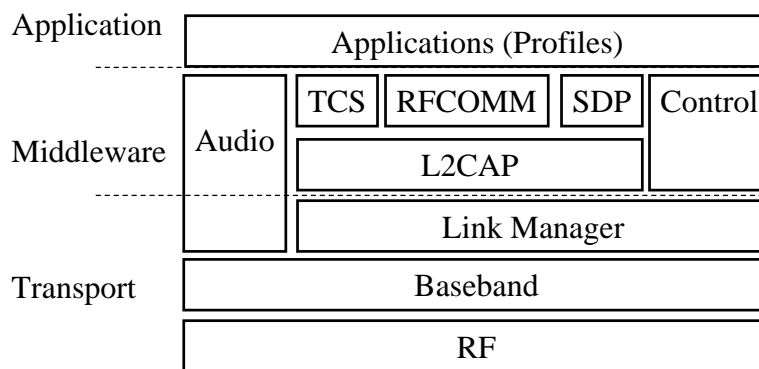 Application
Applications (Profiles)
TCS RFCOMM SDP Control
Middleware Audio
L2CAP
Link Manager
Transport Baseband
RF